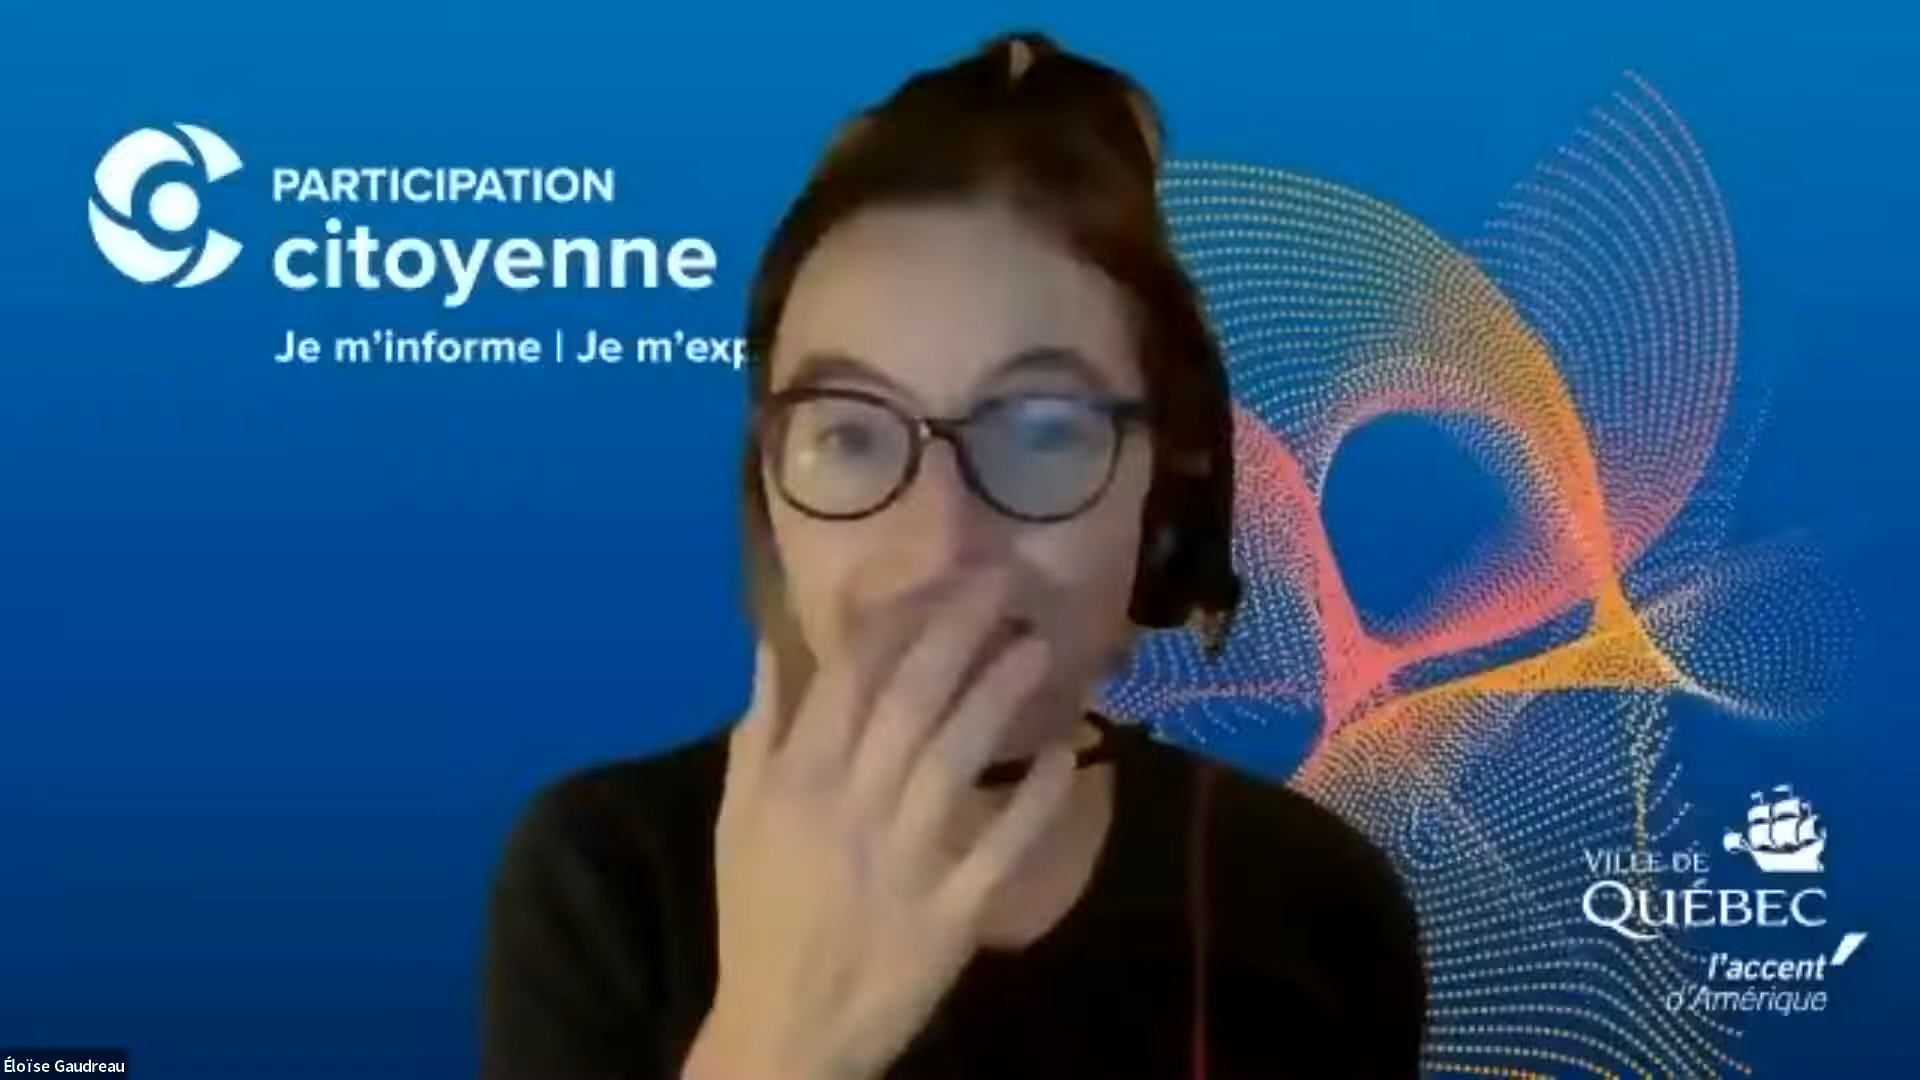 PARTICIPATION
citoyenne
Je m'informe | Je m'exp
VILLE DE
QUÉBEC
l'accent
d'Amérique
Éloïse Gaudreau